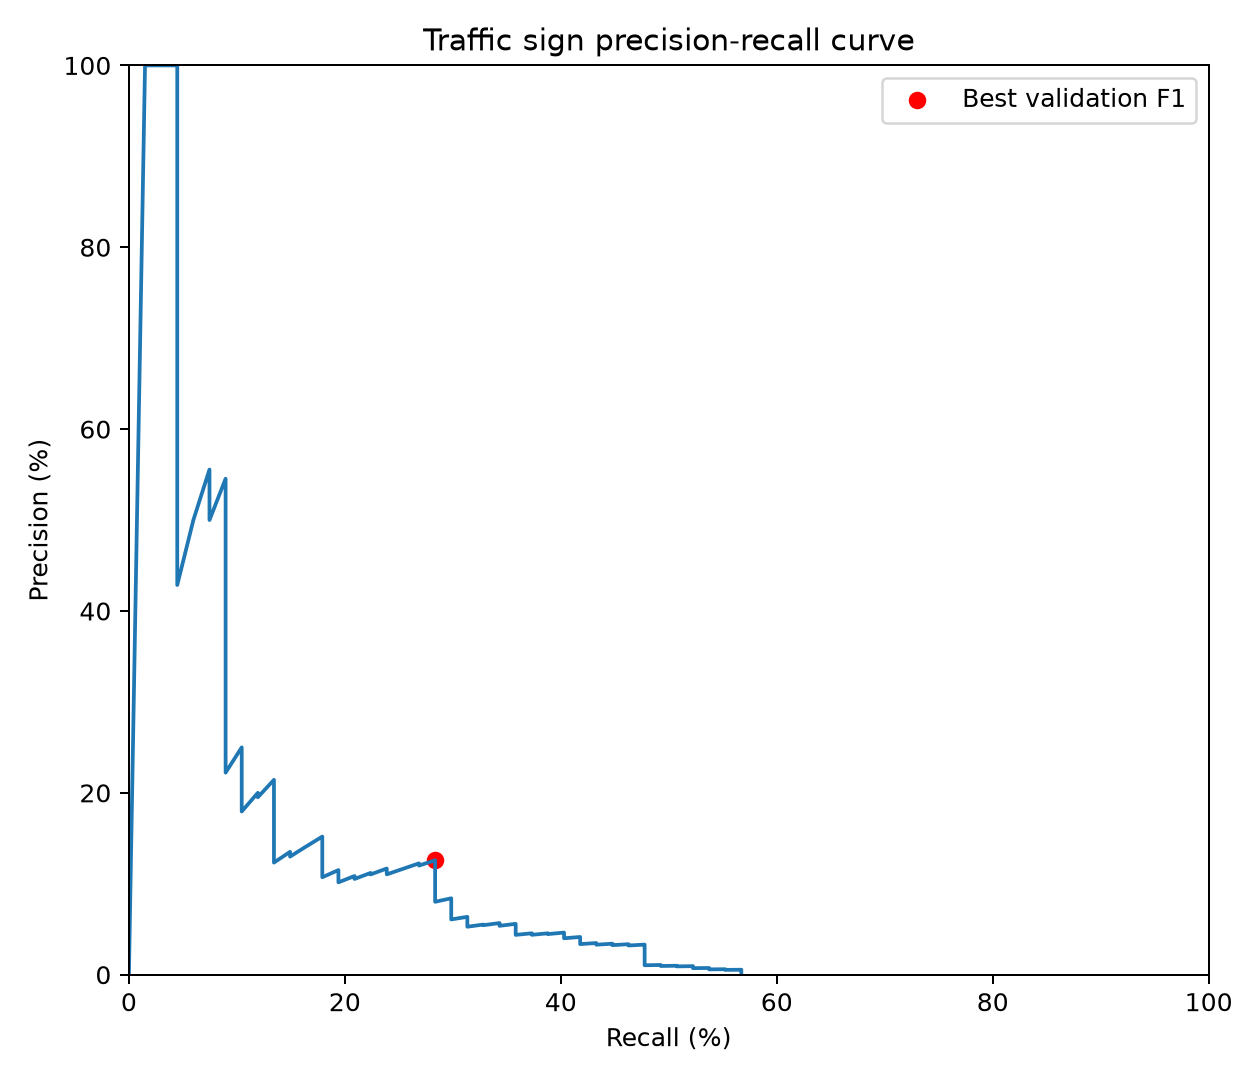 Traffic sign precision-recall curve
Best validation F1
Precision (%)
100
80
60
40
20
0
0 20 40 60 80 100
Recall (%)